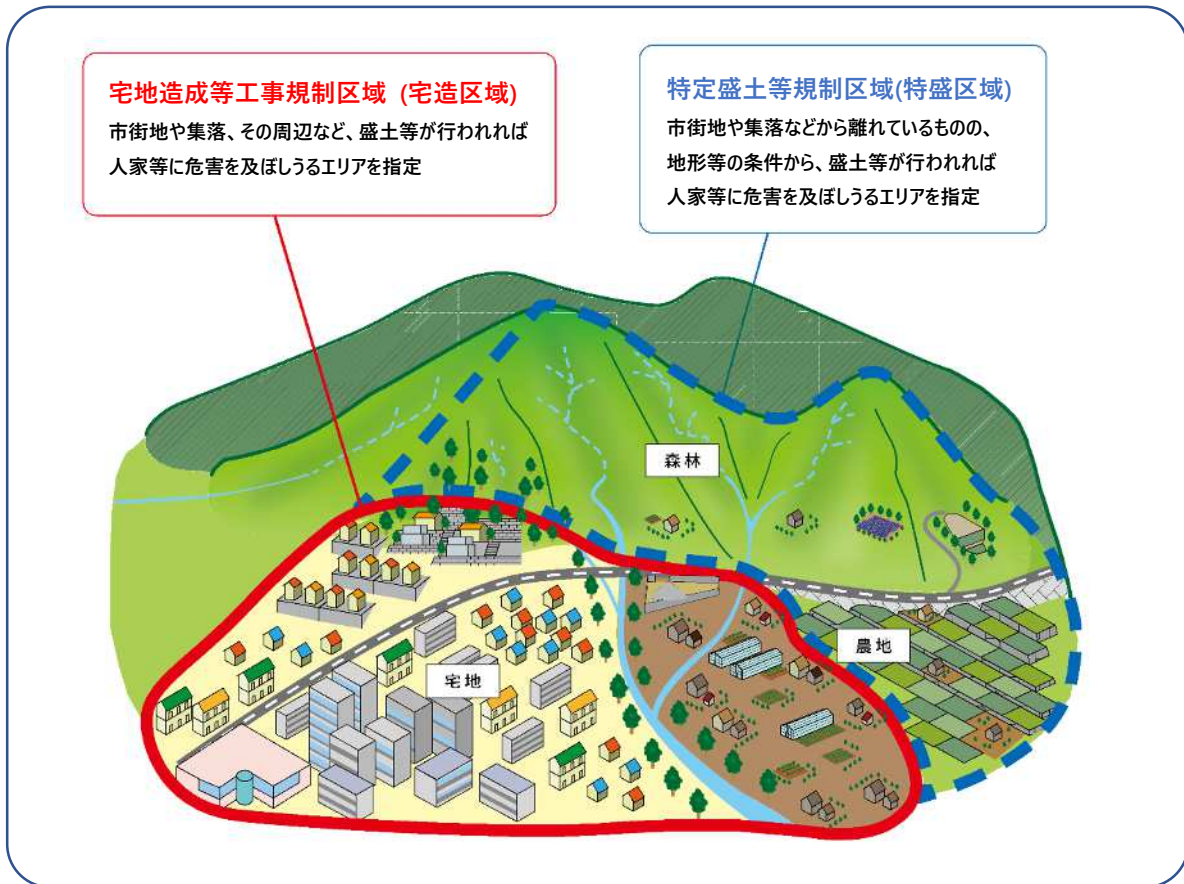 宅地造成等工事規制区域 (宅造区域)
市街地や集落、その周辺など、盛土等が行われれば
人家等に危害を及ぼしうるエリアを指定
特定盛土等規制区域(特盛区域)
市街地や集落などから離れているものの、
地形等の条件から、盛土等が行われれば
人家等に危害を及ぼしうるエリアを指定
森林
農地
宅地